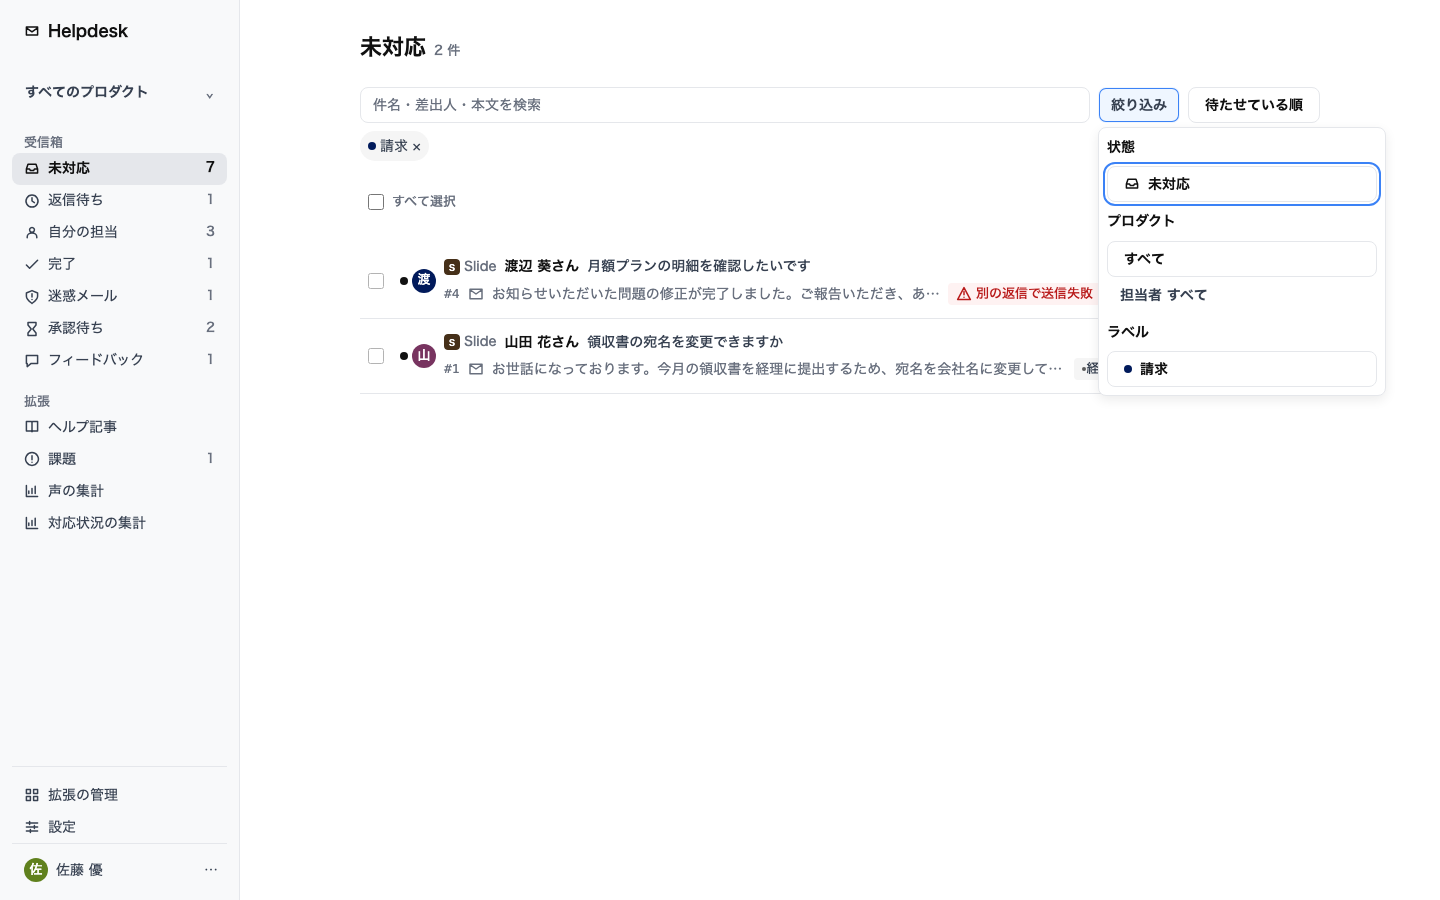 Helpdesk
すべてのプロダクト
受信箱
未対応 7
返信待ち 1
自分の担当 3
完了 1
迷惑メール 1
承認待ち 2
フィードバック 1
拡張
ヘルプ記事
課題 1
声の集計
対応状況の集計
拡張の管理
設定
佐 佐藤 優 …
未対応 2 件
件名・差出人・本文を検索 絞り込み 待たせている順
請求 ×
すべて選択
渡 S Slide 渡辺 葵さん 月額プランの明細を確認したいです
#4 お知らせいただいた問題の修正が完了しました。ご報告いただき、あ… 別の返信で送信失敗
山 S Slide 山田 花さん 領収書の宛名を変更できますか
#1 お世話になっております。今月の領収書を経理に提出するため、宛名を会社名に変更して… •経
状態
未対応
プロダクト
すべて
担当者 すべて
ラベル
請求